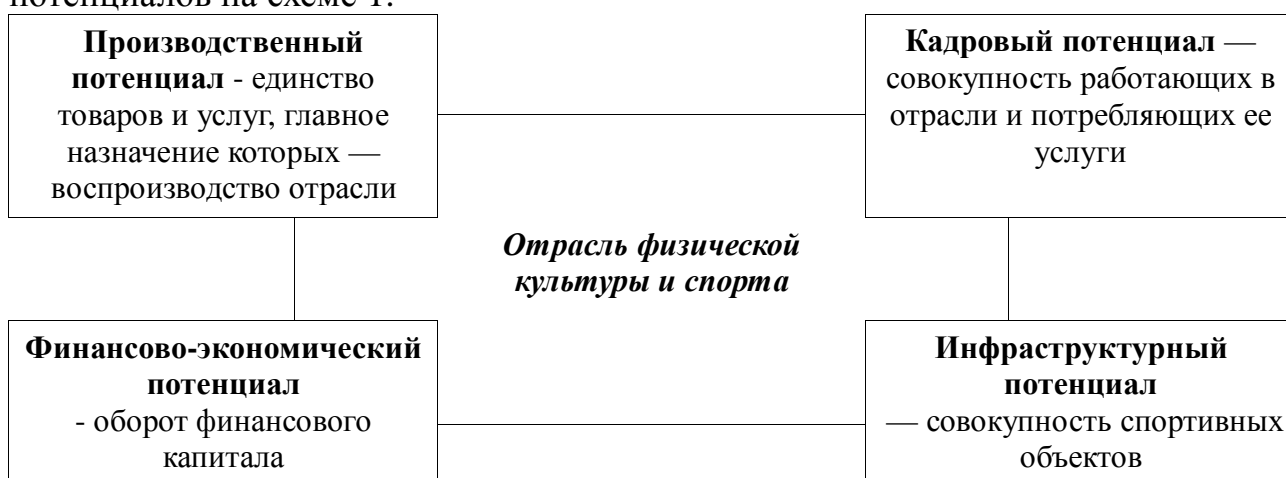 потенциалов на схеме 1.
Производственный
потенциал - единство
товаров и услуг, главное
назначение которых —
воспроизводство отрасли
Кадровый потенциал —
совокупность работающих в
отрасли и потребляющих ее
услуги
Отрасль физической
культуры и спорта
Финансово-экономический
потенциал
- оборот финансового
капитала
Инфраструктурный
потенциал
— совокупность спортивных
объектов